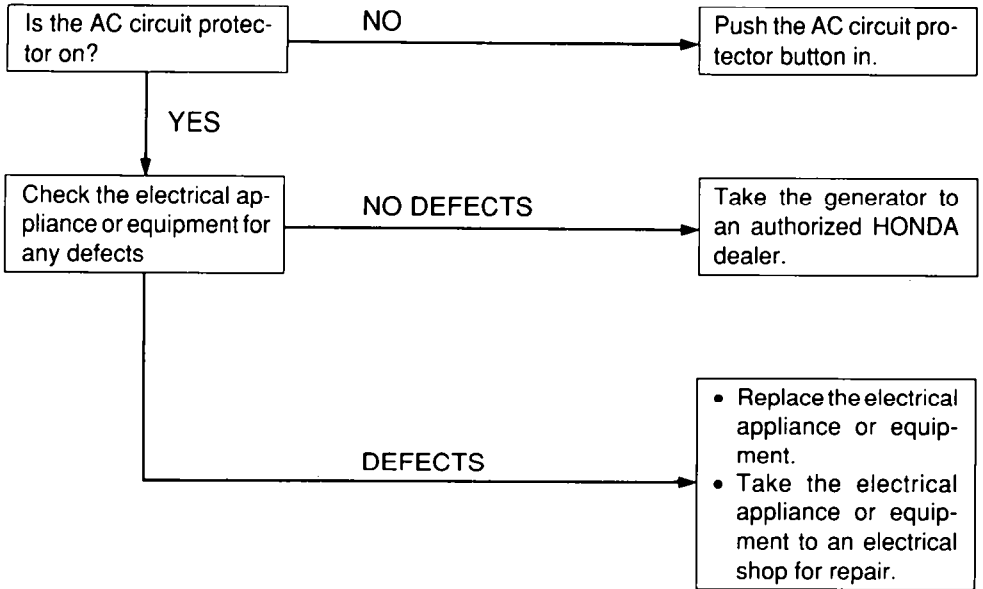 Is the AC circuit protec-
tor on?
NO
Push the AC circuit pro-
tector button in.
YES
Check the electrical ap-
pliance or equipment for
any defects
NO DEFECTS
Take the generator to
an authorized HONDA
dealer.
DEFECTS
• Replace the electrical
appliance or equip-
ment.
• Take the electrical
appliance or equip-
ment to an electrical
shop for repair.